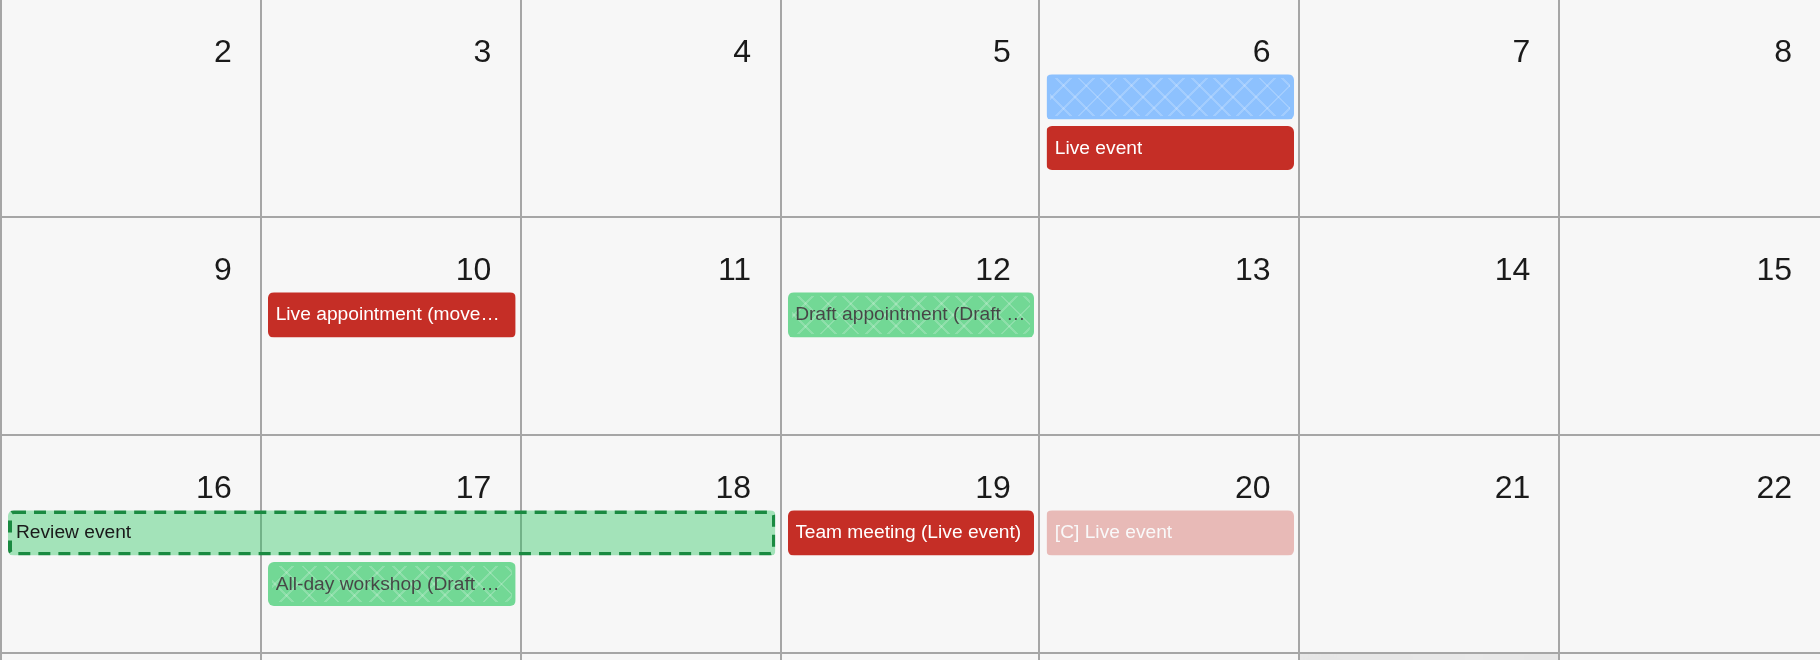 2 3 4 5 6 7 8
Live event
9 10 11 12 13 14 15
Live appointment (move… Draft appointment (Draft …
16 17 18 19 20 21 22
Review event Team meeting (Live event) [C] Live event
All-day workshop (Draft …